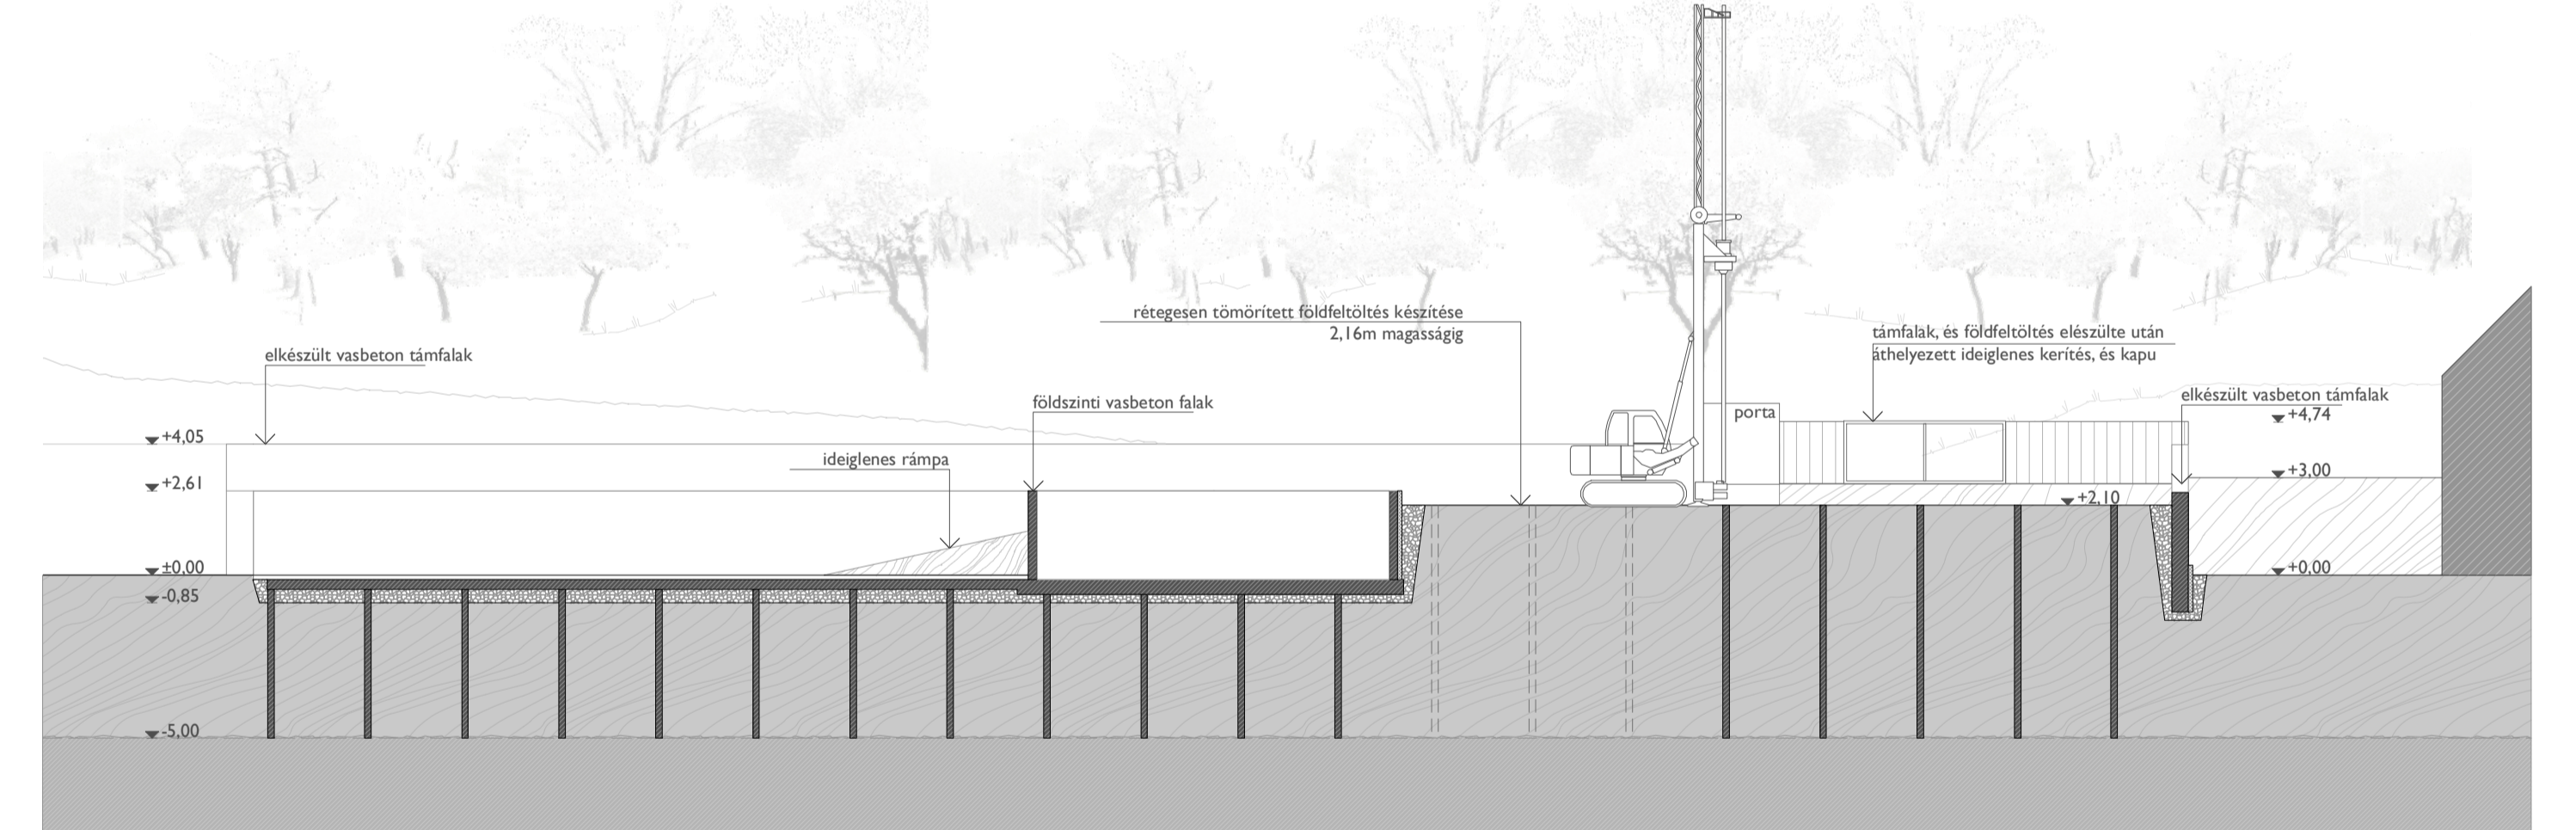 rétegesen tömörített földfeltöltés készítése
2,16m magasságig
támfalak, és földfeltöltés elészülte után
áthelyezett ideiglenes kerítés, és kapu
elkészült vasbeton támfalak
földszinti vasbeton falak
elkészült vasbeton támfalak
porta
+4,74
+4,05
ideiglenes rámpa
+3,00
+2,61
+2,10
±0,00
+0,00
-0,85
-5,00